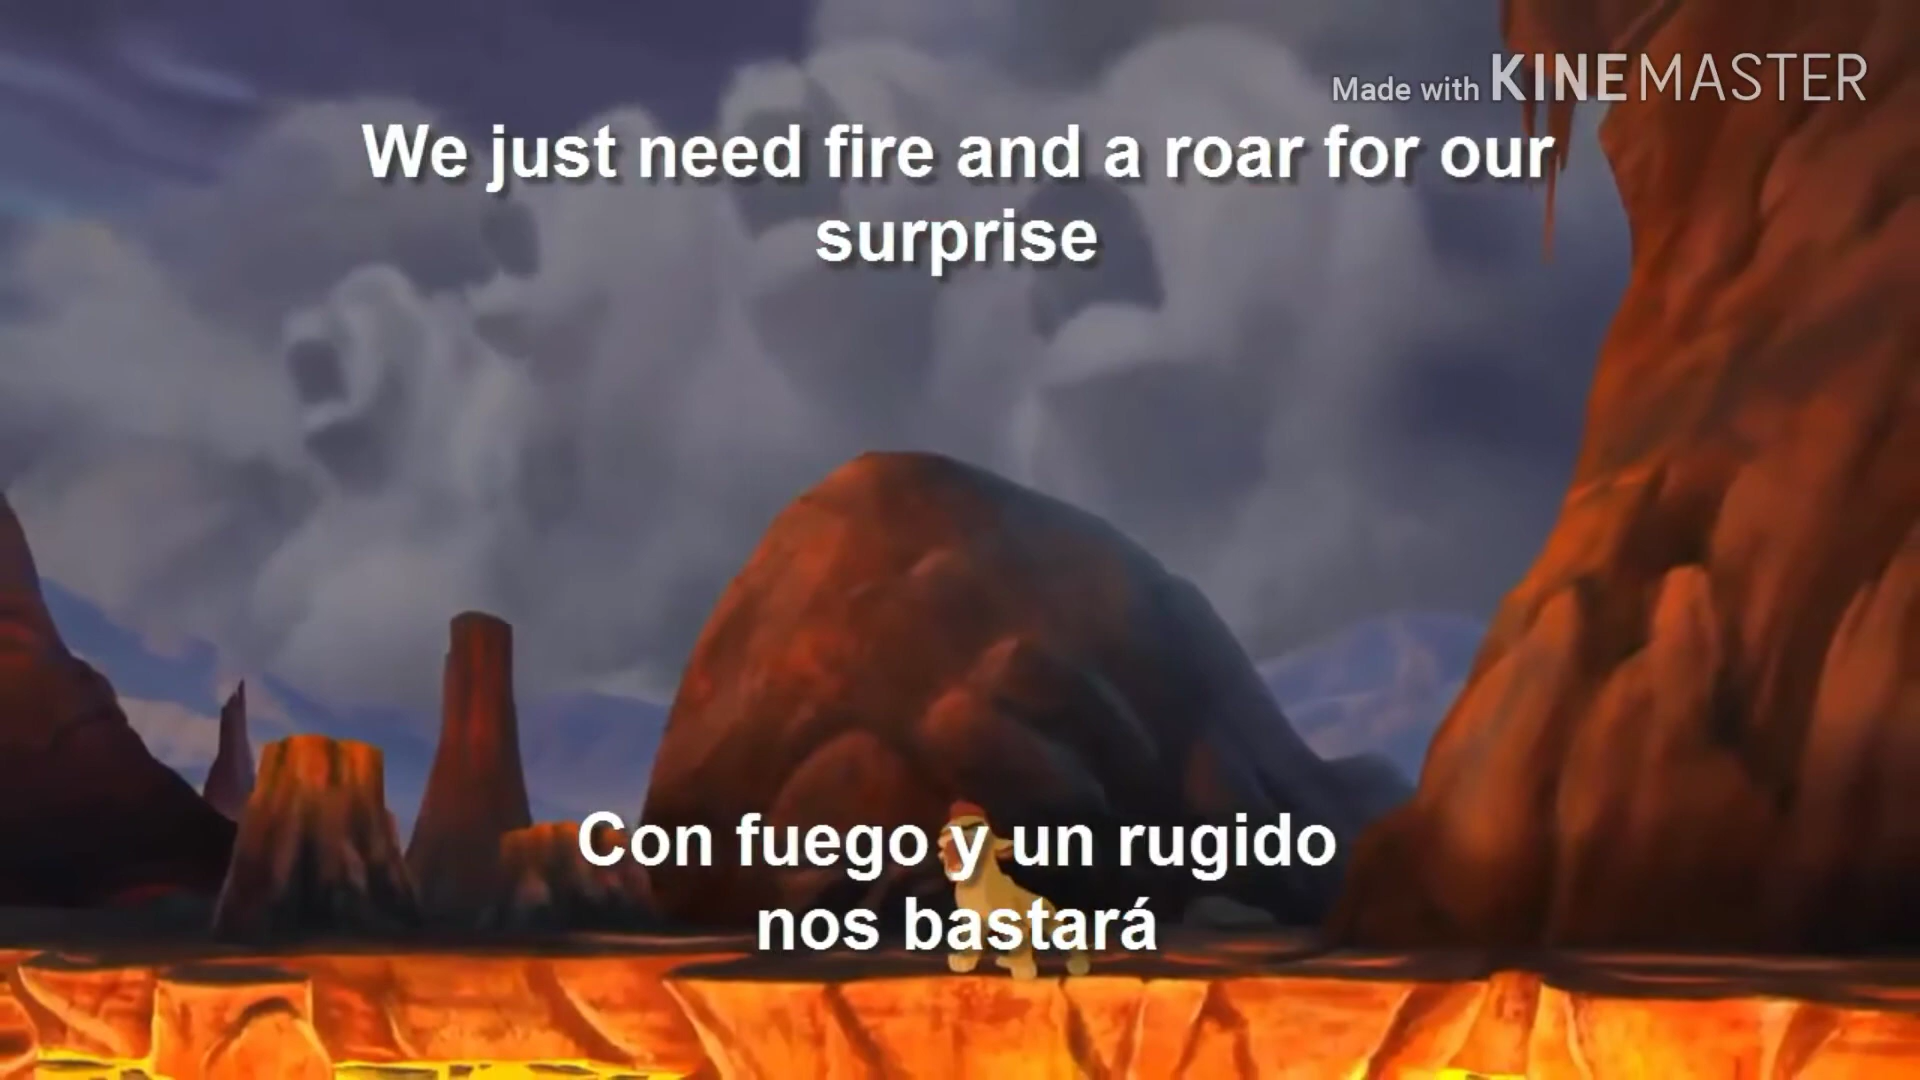 Made with KINEMASTER
We just need fire and a roar for our
surprise
Con fuego y un rugido
nos bastará